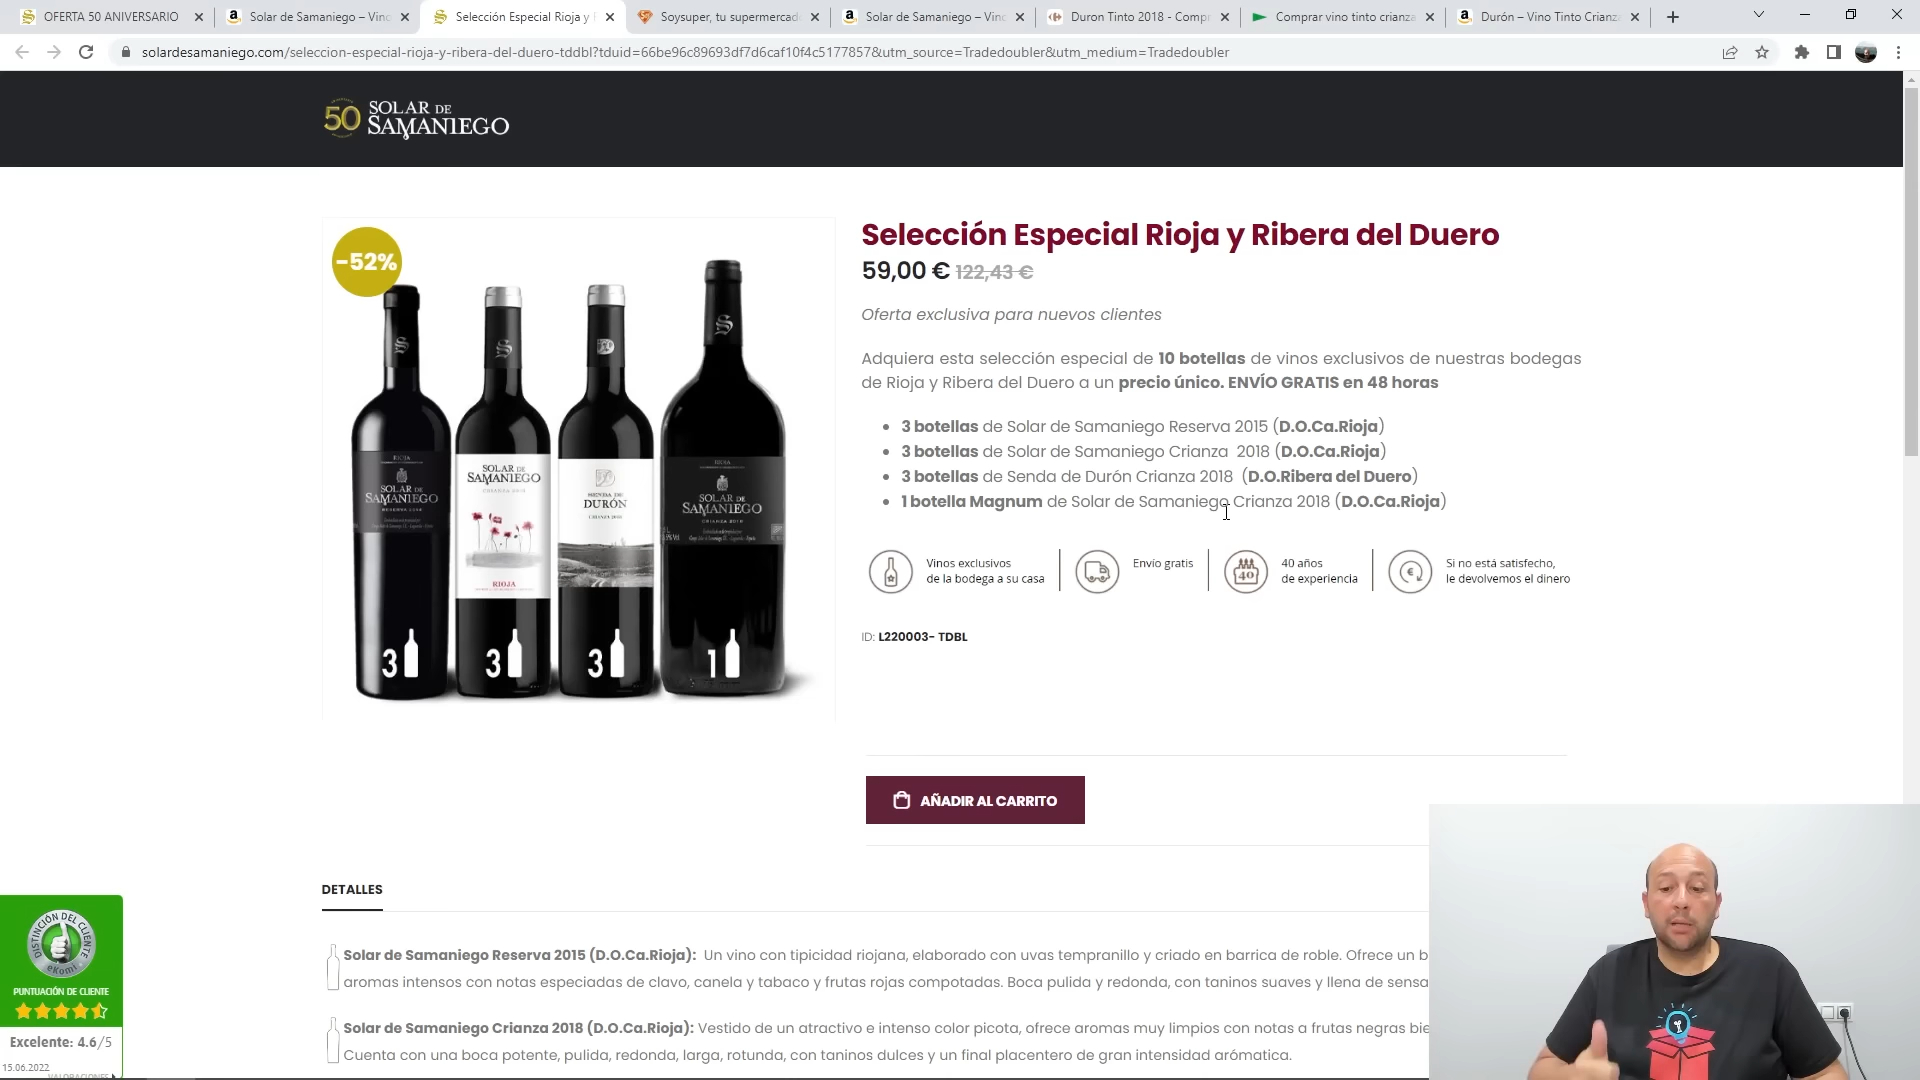 OFERTA 50 ANIVERSARIO
Solar de Samaniego – Vino
Selección Especial Rioja y
Soysuper, tu supermercado
Solar de Samaniego – Vino
Duron Tinto 2018 - Compr
Comprar vino tinto crianza
Durón – Vino Tinto Crianza
solardesamaniego.com/seleccion-especial-rioja-y-ribera-del-duero-tddbl?tduid=66be96c89693df7d6caf10f4c5177857&utm_source=Tradedoubler&utm_medium=Tradedoubler
50 SOLAR DE
SAMANIEGO
-52%
Selección Especial Rioja y Ribera del Duero
59,00 € 122,43 €
Oferta exclusiva para nuevos clientes
Adquiera esta selección especial de 10 botellas de vinos exclusivos de nuestras bodegas
de Rioja y Ribera del Duero a un precio único. ENVÍO GRATIS en 48 horas
3 botellas de Solar de Samaniego Reserva 2015 (D.O.Ca.Rioja)
3 botellas de Solar de Samaniego Crianza 2018 (D.O.Ca.Rioja)
3 botellas de Senda de Durón Crianza 2018 (D.O.Ribera del Duero)
1 botella Magnum de Solar de Samaniego Crianza 2018 (D.O.Ca.Rioja)
RIOJA
SOLAR DE
SAMANIEGO
SOLAR DE
SAMANIEGO
CRIANZA 2018
RIOJA
SENDA DE
DURÓN
CRIANZA 2018
RIOJA
SOLAR DE
SAMANIEGO
CRIANZA 2018
3
3
3
1
Vinos exclusivos
de la bodega a su casa
Envío gratis
40
40 años
de experiencia
Si no está satisfecho,
le devolvemos el dinero
ID: L220003- TDBL
AÑADIR AL CARRITO
DETALLES
Solar de Samaniego Reserva 2015 (D.O.Ca.Rioja): Un vino con tipicidad riojana, elaborado con uvas tempranillo y criado en barrica de roble. Ofrece un b
aromas intensos con notas especiadas de clavo, canela y tabaco y frutas rojas compotadas. Boca pulida y redonda, con taninos suaves y llena de sensa
Solar de Samaniego Crianza 2018 (D.O.Ca.Rioja): Vestido de un atractivo e intenso color picota, ofrece aromas muy limpios con notas a frutas negras bie
Cuenta con una boca potente, pulida, redonda, larga, rotunda, con taninos dulces y un final placentero de gran intensidad arómatica.
DISTINCIÓN DEL CLIENTE
eKomi
PUNTUACIÓN DE CLIENTE
Excelente: 4.6/5
15.06.2022
VALORACIONES